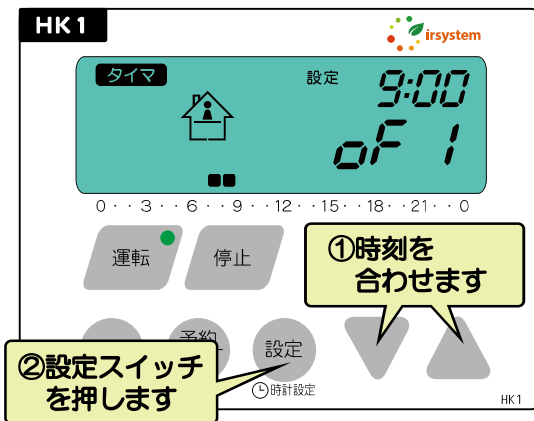 HK1
irsystem
タイマ
設定
9:00
oF 1
0・・3・・6・・9・・12・・15・・18・・21・・0
運転
停止
①時刻を
合わせます
予約
設定
②設定スイッチ
を押します
時計設定
HK1